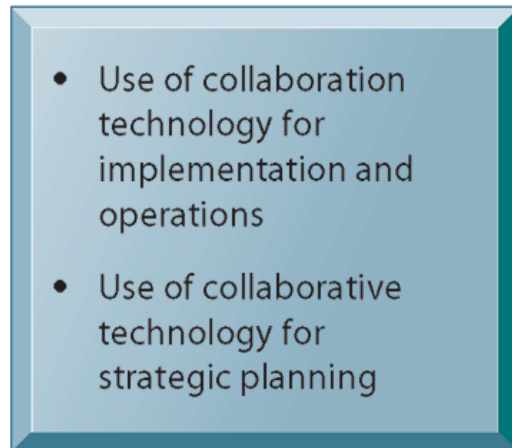 • Use of collaboration
technology for
implementation and
operations
• Use of collaborative
technology for
strategic planning